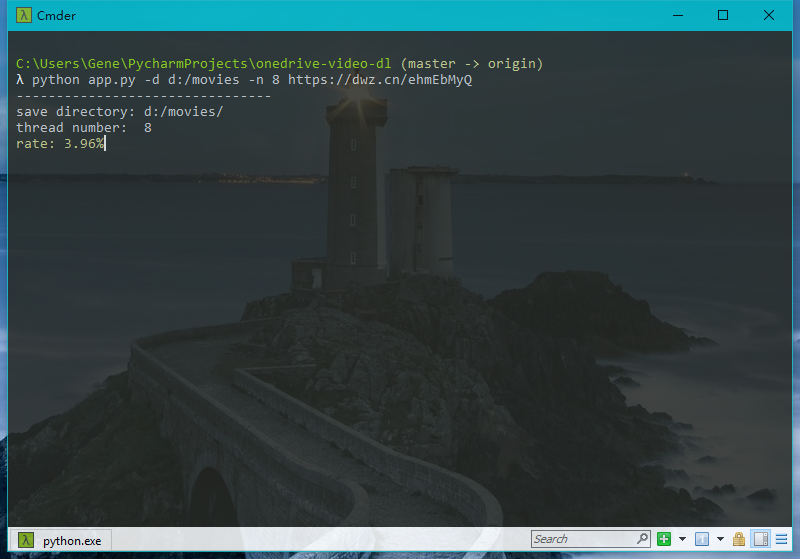 Cmder
C:\Users\Gene\PycharmProjects\onedrive-video-dl (master -> origin)
λ python app.py -d d:/movies -n 8 https://dwz.cn/ehmEbMyQ
--------------------------------
save directory: d:/movies/
thread number:  8
rate: 3.96%
λ python.exe
Search